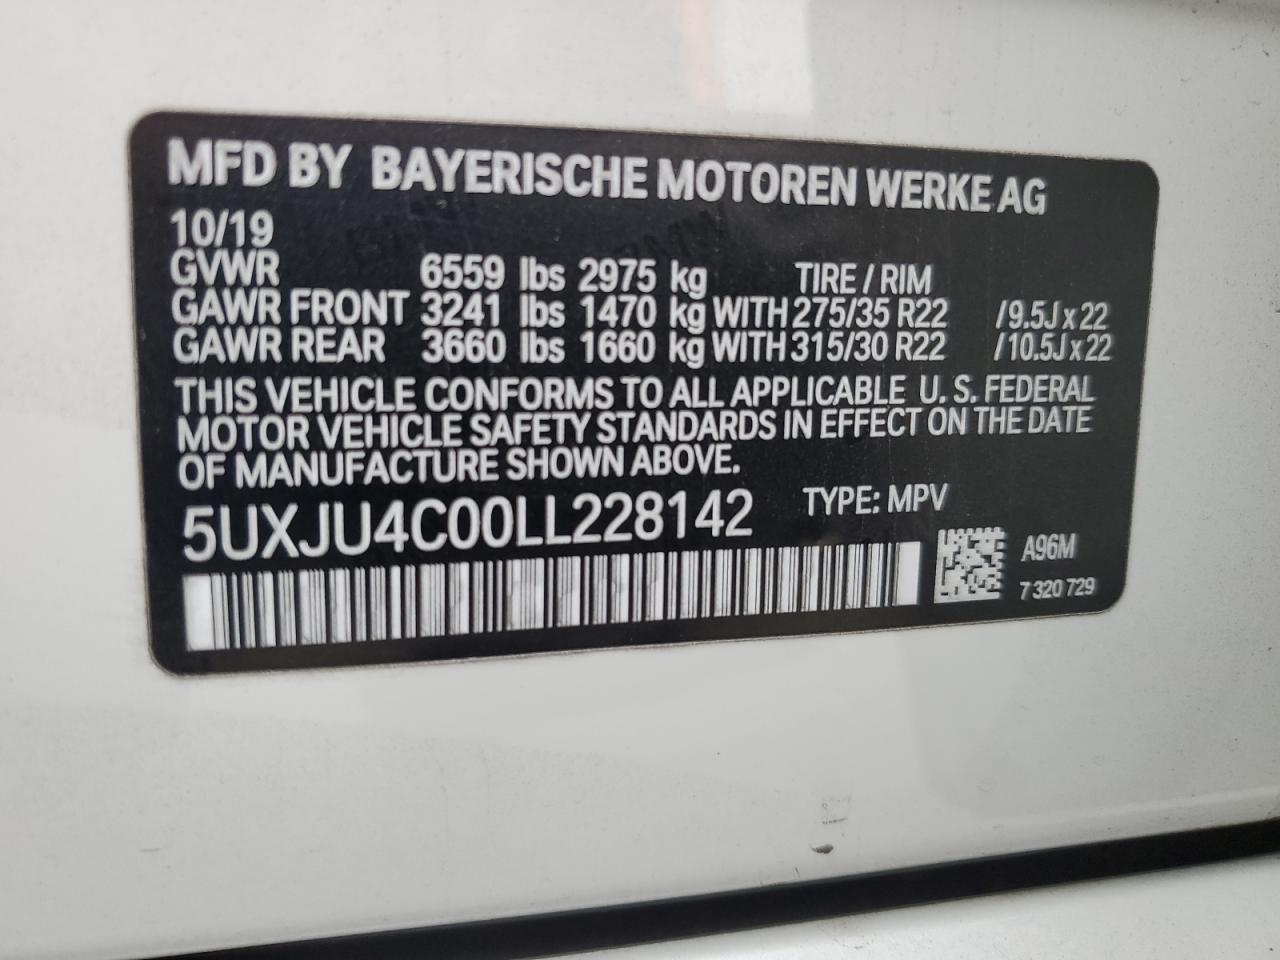 MFD BY BAYERISCHE MOTOREN WERKE AG
10/19
GVWR 6559 lbs 2975 kg TIRE / RIM
GAWR FRONT 3241 lbs 1470 kg WITH 275/35 R22 /9.5J x 22
GAWR REAR 3660 lbs 1660 kg WITH 315/30 R22 /10.5J x 22
THIS VEHICLE CONFORMS TO ALL APPLICABLE U. S. FEDERAL
MOTOR VEHICLE SAFETY STANDARDS IN EFFECT ON THE DATE
OF MANUFACTURE SHOWN ABOVE.
5UXJU4C00LL228142 TYPE: MPV
A96M
7 320 729